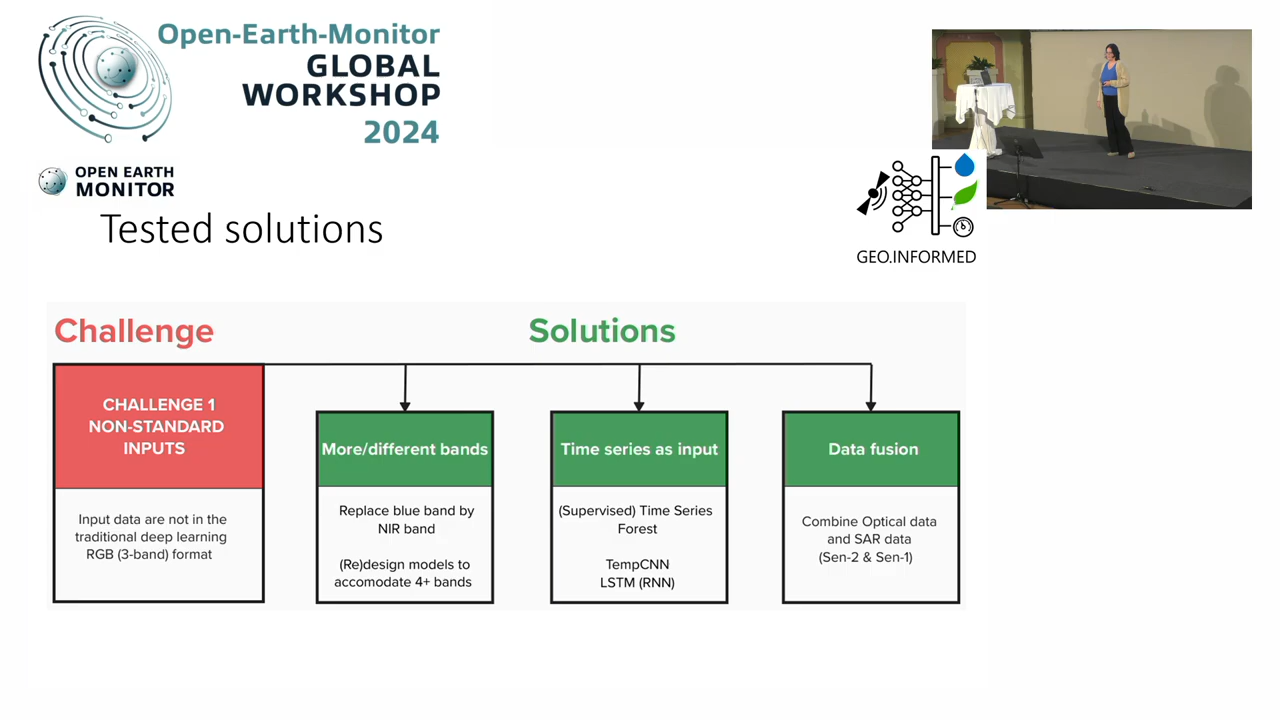 Open-Earth-Monitor
GLOBAL
WORKSHOP
2024
OPEN EARTH
MONITOR
Tested solutions
GEO.INFORMED
Challenge
Solutions
CHALLENGE 1
NON-STANDARD
INPUTS
Input data are not in the
traditional deep learning
RGB (3-band) format
More/different bands
Replace blue band by
NIR band
(Re)design models to
accomodate 4+ bands
Time series as input
(Supervised) Time Series
Forest
TempCNN
LSTM (RNN)
Data fusion
Combine Optical data
and SAR data
(Sen-2 & Sen-1)